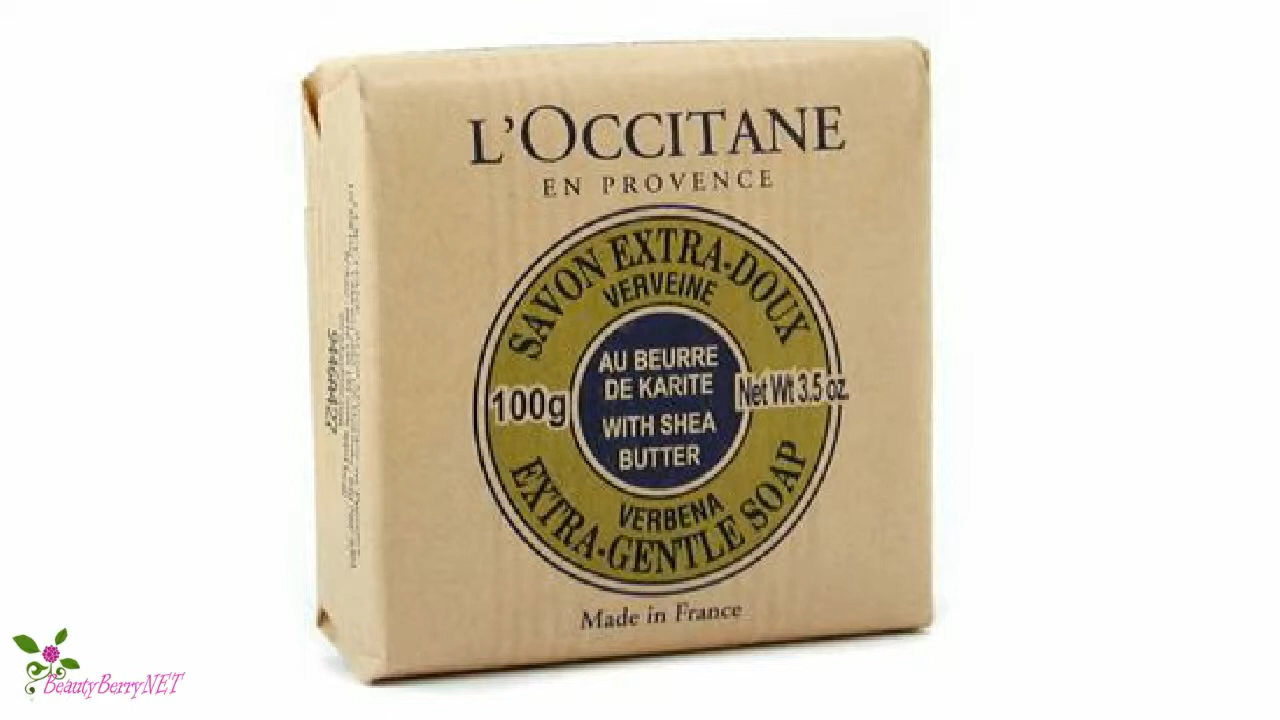 L'OCCITANE
EN PROVENCE
SAVON EXTRA-DOUX
VERVEINE
AU BEURRE
DE KARITE
100g
Net Wt 3.5 oz.
WITH SHEA
BUTTER
VERBENA
EXTRA-GENTLE SOAP
Made in France
BeautyBerryNET